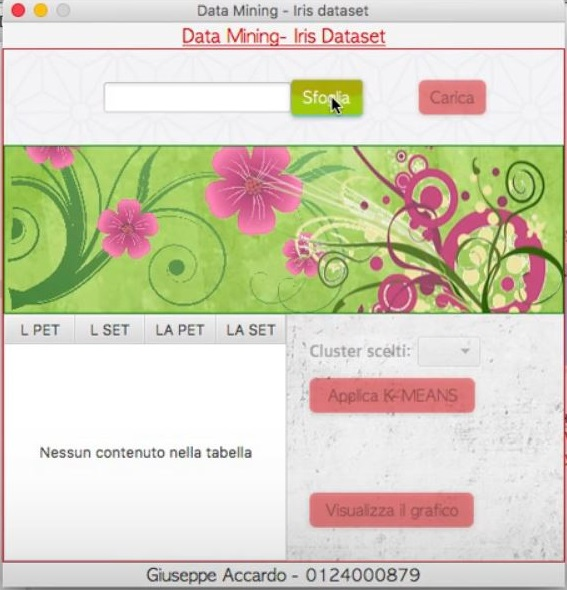 Data Mining - Iris dataset
Data Mining- Iris Dataset
Sfoglia Carica
L PET L SET LA PET LA SET
Cluster scelti:
Applica K-MEANS
Nessun contenuto nella tabella
Visualizza il grafico
Giuseppe Accardo - 0124000879